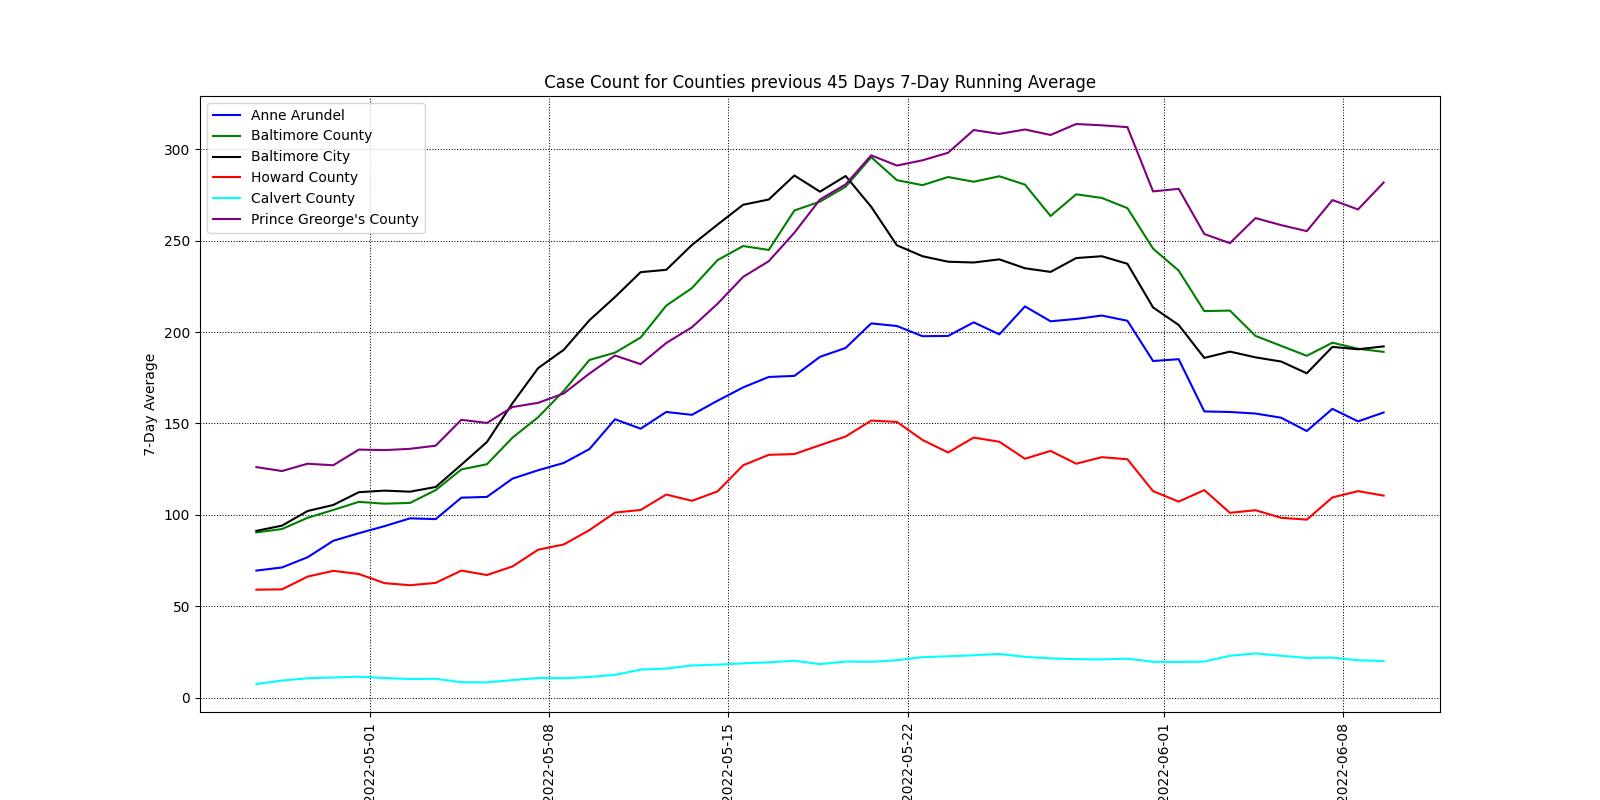 Case Count for Counties previous 45 Days 7-Day Running Average
Anne Arundel
Baltimore County
Baltimore City
Howard County
Calvert County
Prince Greorge's County
7-Day Average
300
250
200
150
100
50
0
2022-05-01
2022-05-08
2022-05-15
2022-05-22
2022-06-01
2022-06-08